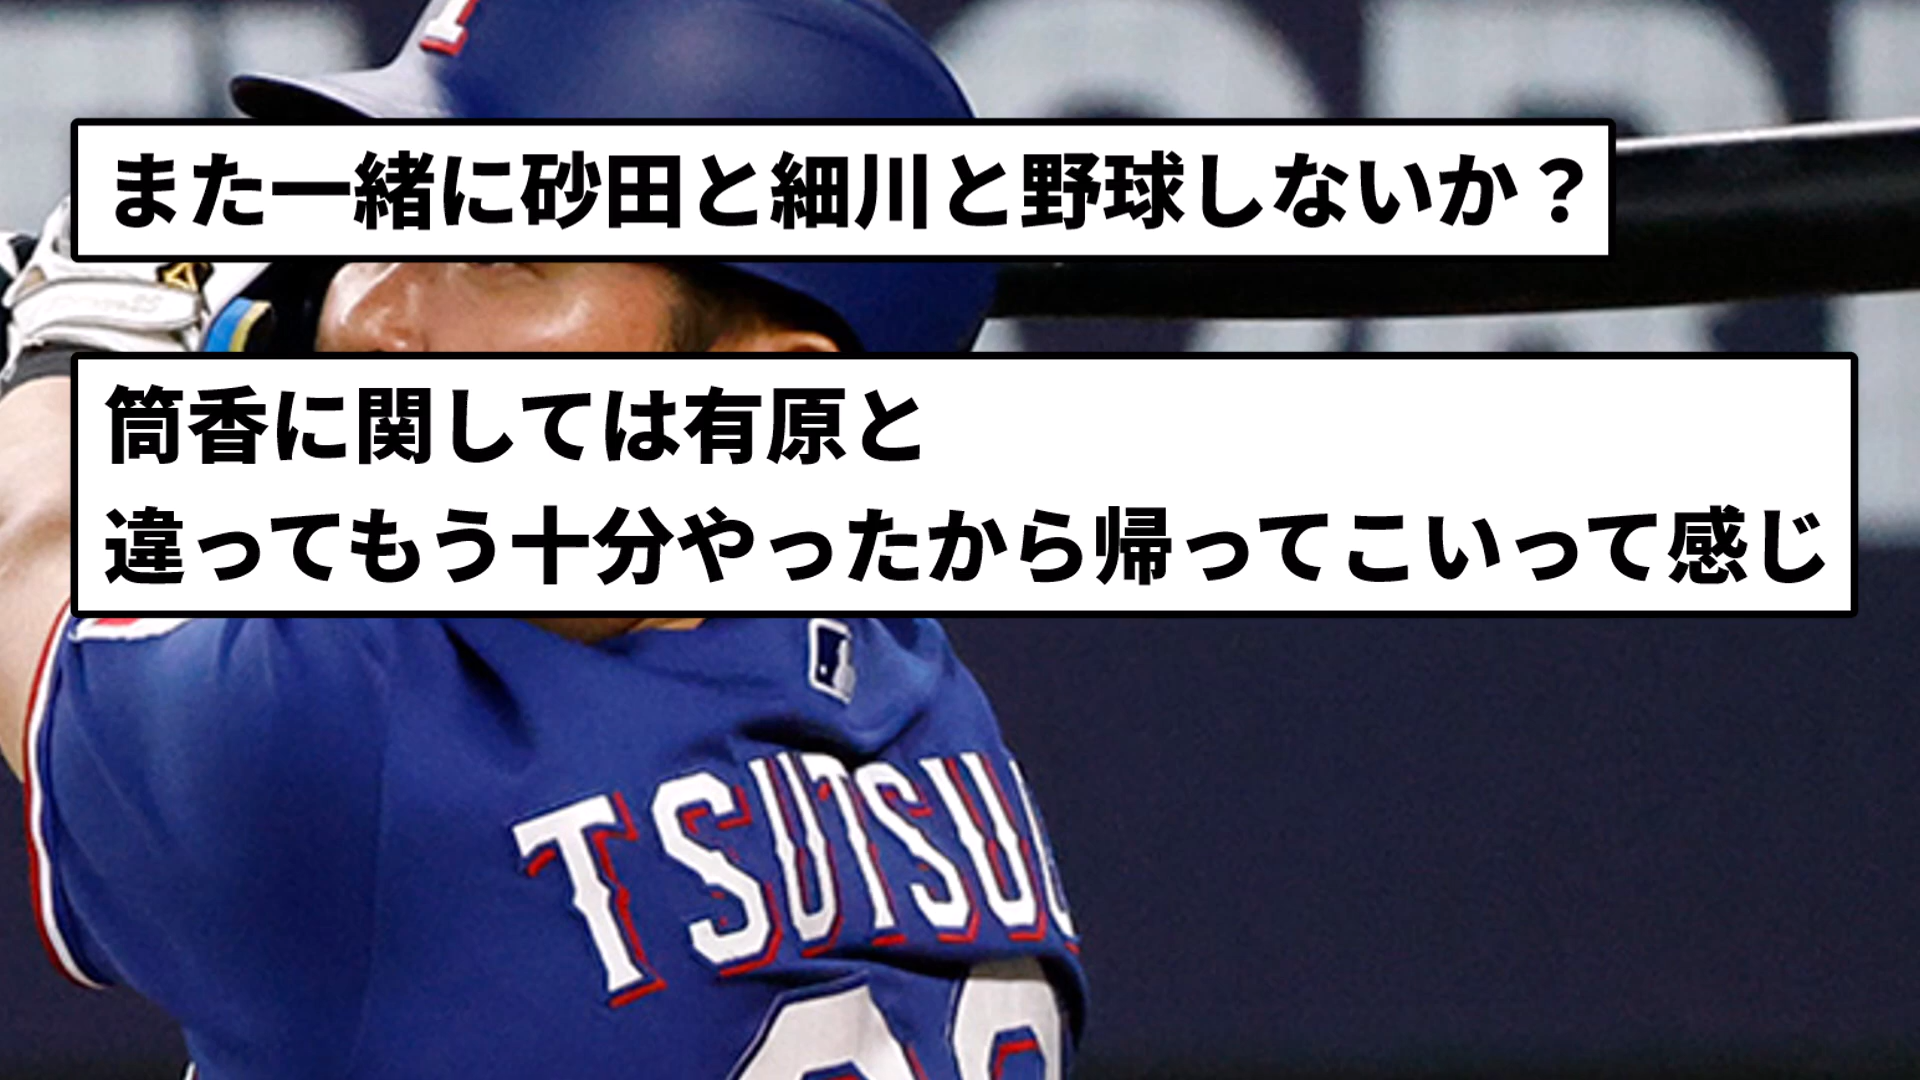 また一緒に砂田と細川と野球しないか？
筒香に関しては有原と
違ってもう十分やったから帰ってこいって感じ
TSUTSU